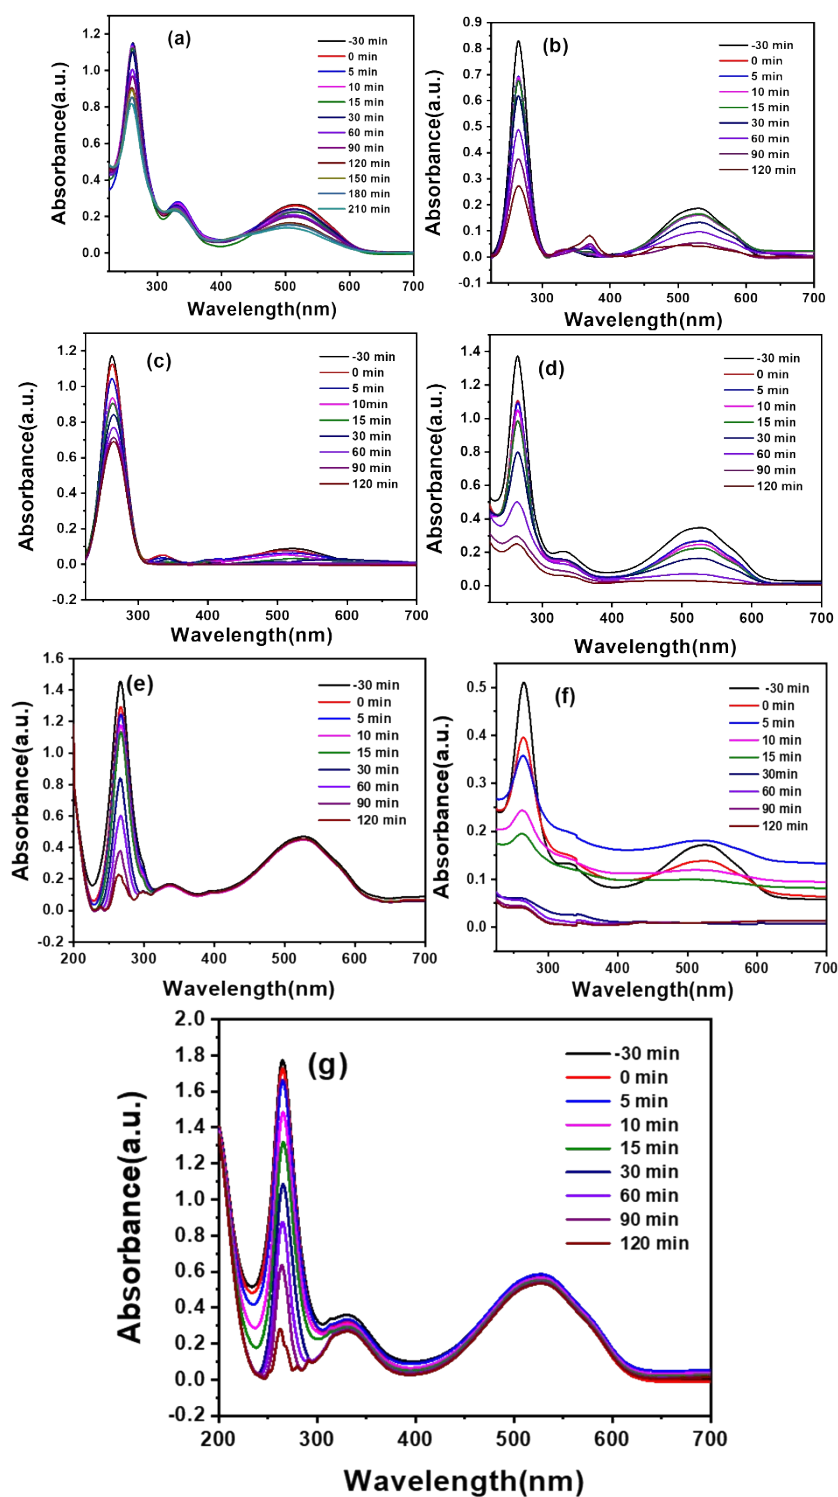 (a)
-30 min
0 min
5 min
10 min
15 min
30 min
60 min
90 min
120 min
150 min
180 min
210 min
1.2
1.0
0.8
0.6
0.4
0.2
0.0
300
400
500
600
700
Absorbance(a.u.)
Wavelength(nm)
(b)
-30 min
0 min
5 min
10 min
15 min
30 min
60 min
90 min
120 min
0.9
0.8
0.7
0.6
0.5
0.4
0.3
0.2
0.1
0.0
-0.1
300
400
500
600
700
Absorbance(a.u.)
Wavelength(nm)
(c)
-30 min
0 min
5 min
10min
15 min
30 min
60 min
90 min
120 min
1.2
1.0
0.8
0.6
0.4
0.2
0.0
-0.2
300
400
500
600
700
Absorbance(a.u.)
Wavelength(nm)
(d)
-30 min
0 min
5 min
10 min
15 min
30 min
60 min
90 min
120 min
1.4
1.2
1.0
0.8
0.6
0.4
0.2
0.0
300
400
500
600
700
Absorbance(a.u.)
Wavelength(nm)
(e)
-30 min
0 min
5 min
10 min
15 min
30 min
60 min
90 min
120 min
1.6
1.4
1.2
1.0
0.8
0.6
0.4
0.2
0.0
-0.2
200
300
400
500
600
700
Absorbance(a.u.)
Wavelength(nm)
(f)
-30 min
0 min
5 min
10 min
15 min
30min
60 min
90 min
120 min
0.5
0.4
0.3
0.2
0.1
0.0
300
400
500
600
700
Absorbance(a.u.)
Wavelength(nm)
(g)
-30 min
0 min
5 min
10 min
15 min
30 min
60 min
90 min
120 min
2.0
1.8
1.6
1.4
1.2
1.0
0.8
0.6
0.4
0.2
0.0
-0.2
200
300
400
500
600
700
Absorbance(a.u.)
Wavelength(nm)